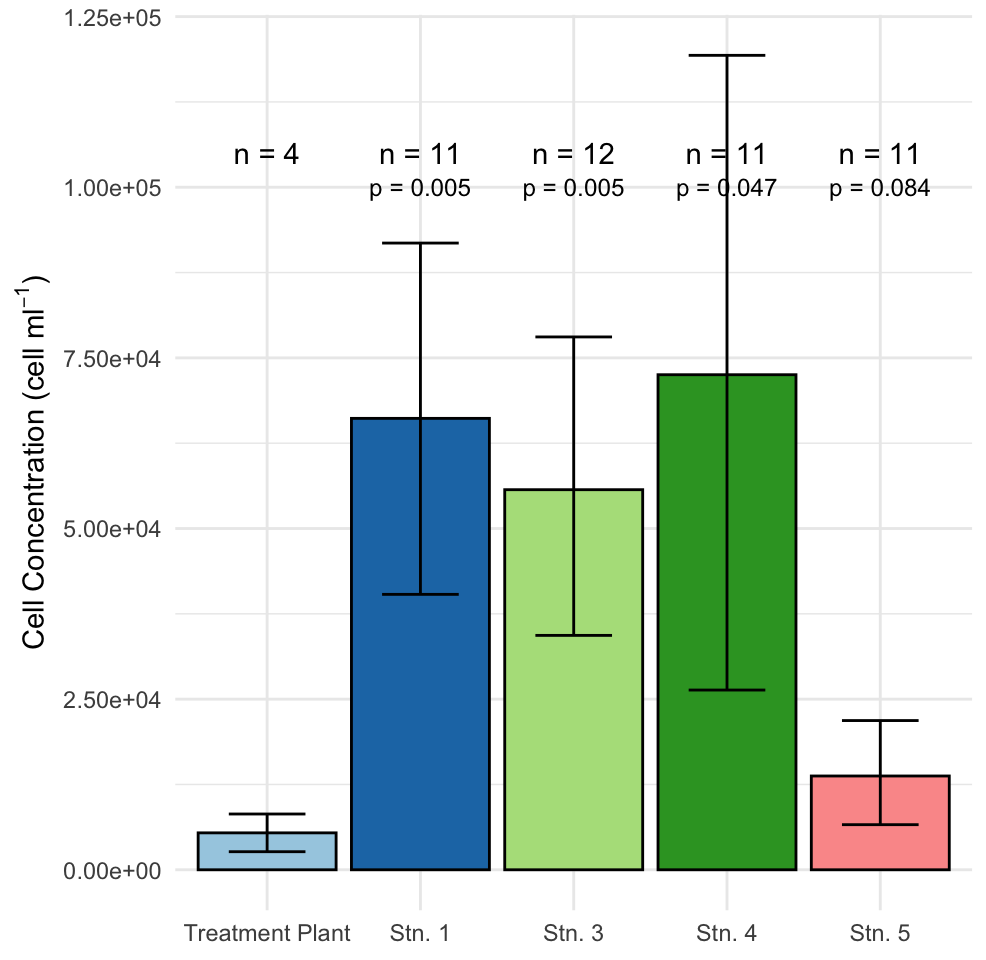 1.25e+05
n = 4 n = 11 n = 12 n = 11 n = 11
1.00e+05 p = 0.005 p = 0.005 p = 0.047 p = 0.084
Cell Concentration (cell ml⁻¹)
7.50e+04
5.00e+04
2.50e+04
0.00e+00
Treatment Plant Stn. 1 Stn. 3 Stn. 4 Stn. 5